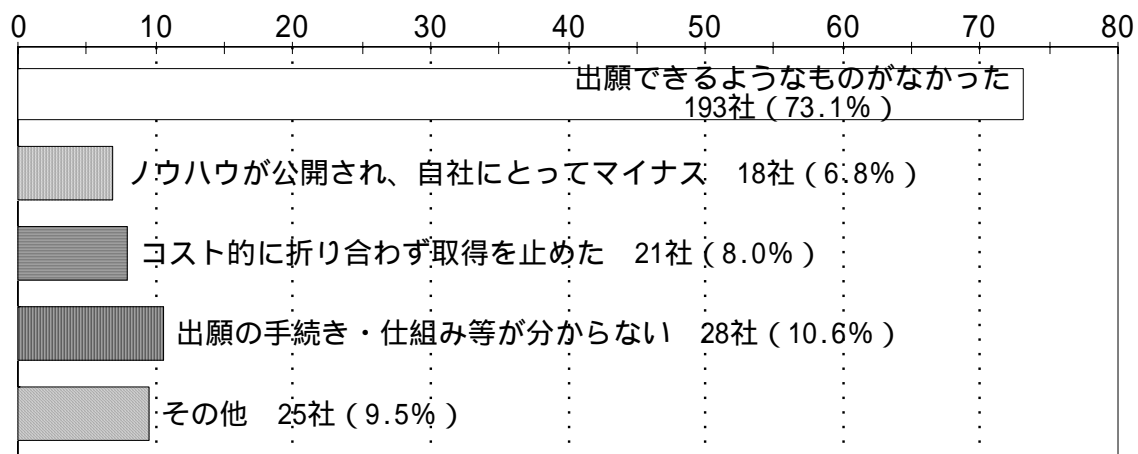 0 10 20 30 40 50 60 70 80
出願できるようなものがなかった
193社(73.1%)
ノウハウが公開され、自社にとってマイナス　18社(6.8%)
コスト的に折り合わず取得を止めた　21社(8.0%)
出願の手続き・仕組み等が分からない　28社(10.6%)
その他　25社(9.5%)